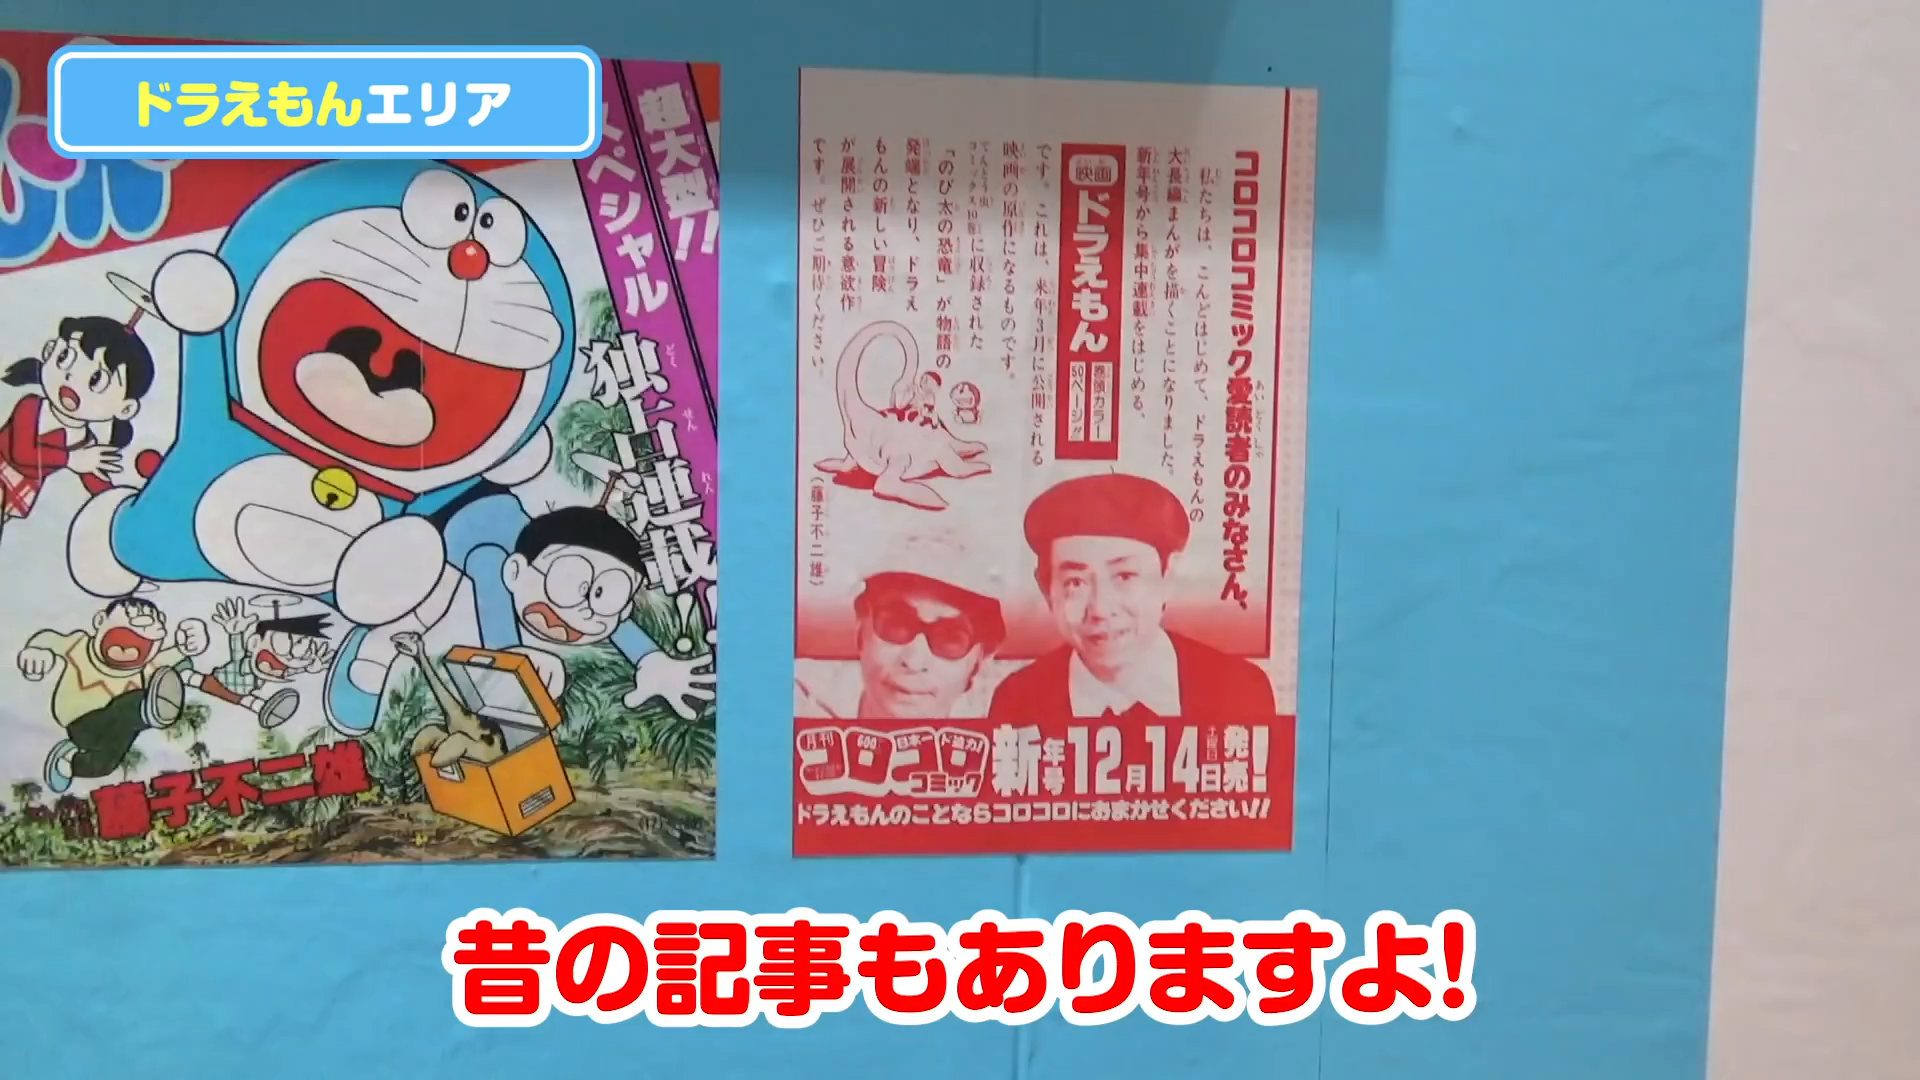 ドラえもんエリア
超大型!!
スペシャル
独占連載!!
藤子不二雄
コロコロコミック愛読者のみなさん、
私たちは、こんどはじめて、ドラえもんの
大長編まんがを描くことになりました。
新年号から集中連載をはじめる、
映画
ドラえもん
巻頭カラー
50ページ!!
です。これは、来年3月に公開される
映画の原作になるものです。
てんとう虫
コミックス10巻に収録された
「のび太の恐竜」が物語の
発端となり、ドラえ
もんの新しい冒険
が展開される意欲作
です。ぜひご期待ください。
(藤子不二雄)
月刊
コロコロ
コミック
新年号12月14日発売!
ドラえもんのことならコロコロにおまかせください!!
昔の記事もありますよ!